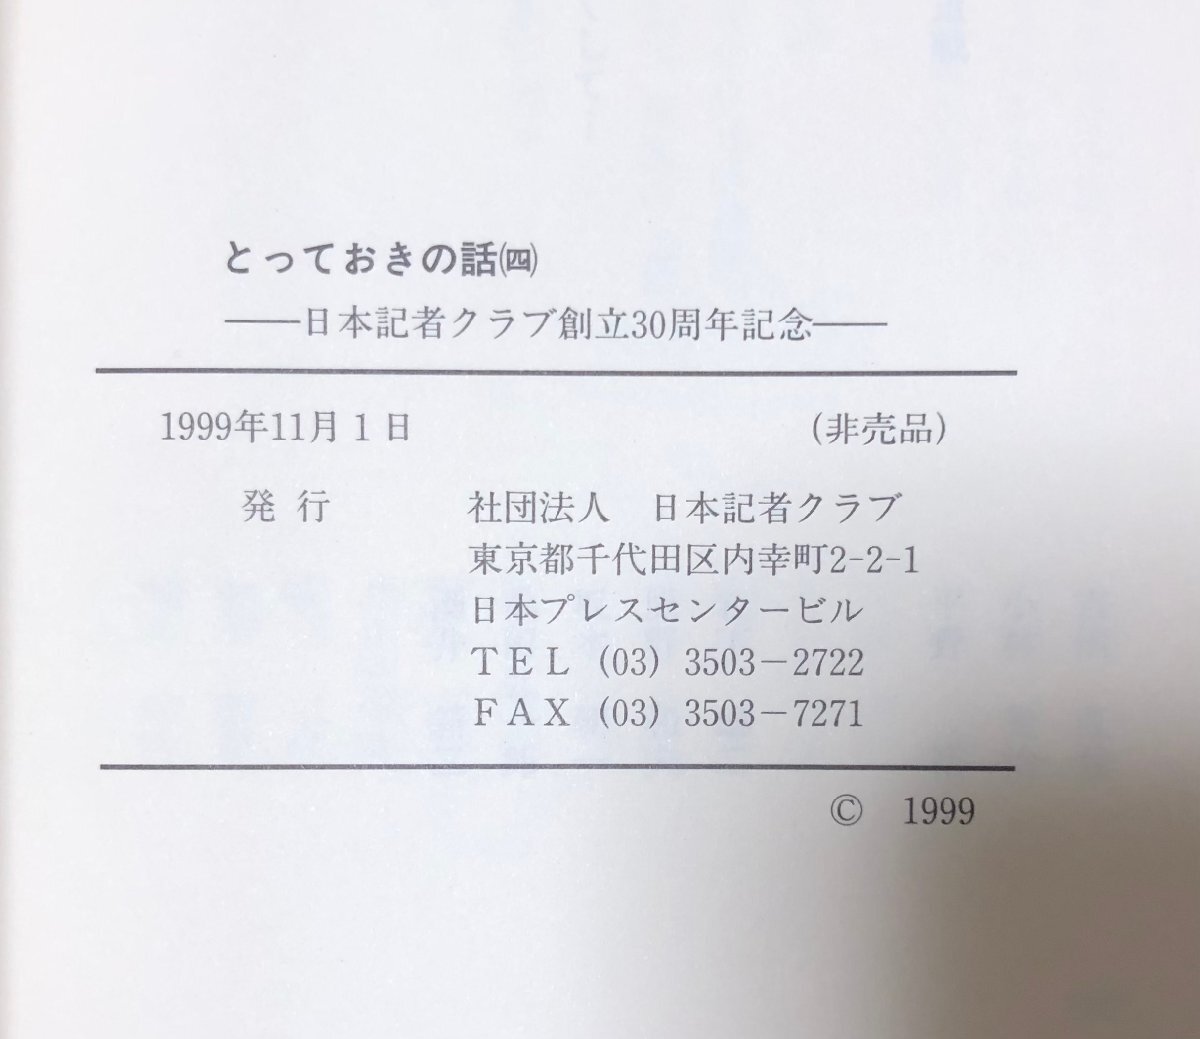 とっておきの話㈣
――日本記者クラブ創立30周年記念――
1999年11月1日　(非売品)
発行　社団法人　日本記者クラブ
東京都千代田区内幸町2-2-1
日本プレスセンタービル
ＴＥＬ (03) 3503－2722
ＦＡＸ (03) 3503－7271
©　1999